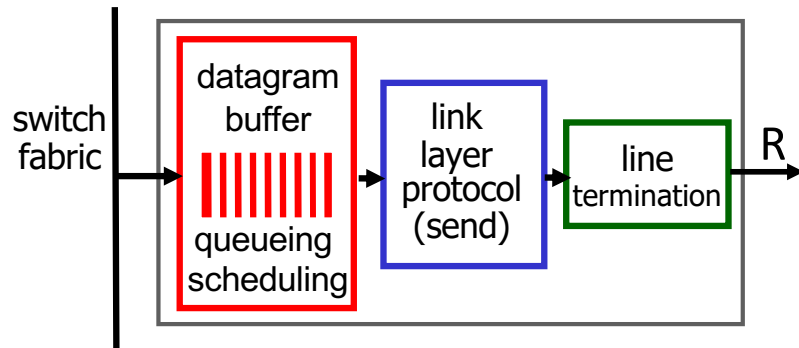 switch
fabric
datagram
buffer
queueing
scheduling
link
layer
protocol
(send)
line
termination
R